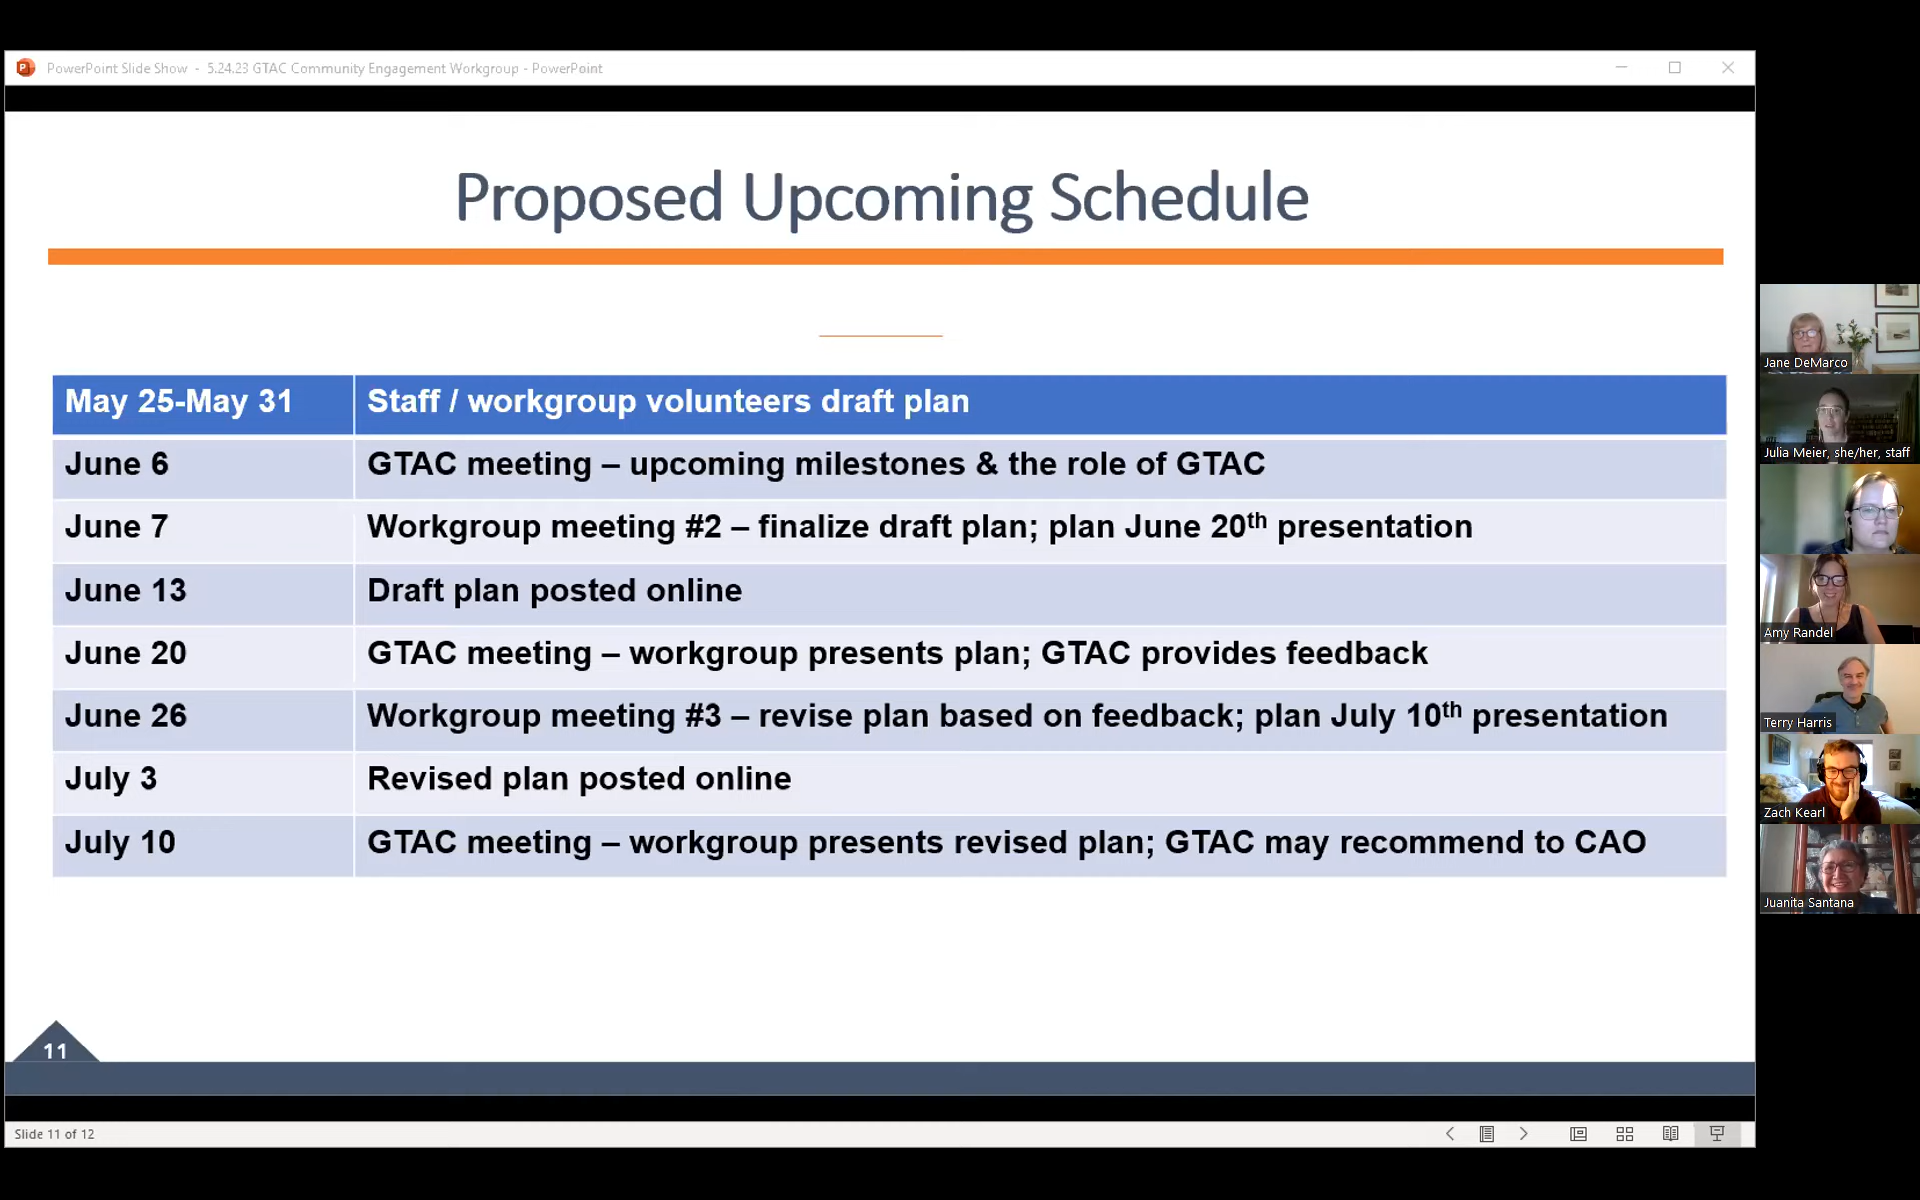 PowerPoint Slide Show - 5.24.23 GTAC Community Engagement Workgroup - PowerPoint
Proposed Upcoming Schedule
May 25-May 31 Staff / workgroup volunteers draft plan
June 6 GTAC meeting – upcoming milestones & the role of GTAC
June 7 Workgroup meeting #2 – finalize draft plan; plan June 20th presentation
June 13 Draft plan posted online
June 20 GTAC meeting – workgroup presents plan; GTAC provides feedback
June 26 Workgroup meeting #3 – revise plan based on feedback; plan July 10th presentation
July 3 Revised plan posted online
July 10 GTAC meeting – workgroup presents revised plan; GTAC may recommend to CAO
11
Slide 11 of 12
Jane DeMarco
Julia Meier, she/her, staff
Amy Randel
Terry Harris
Zach Kearl
Juanita Santana